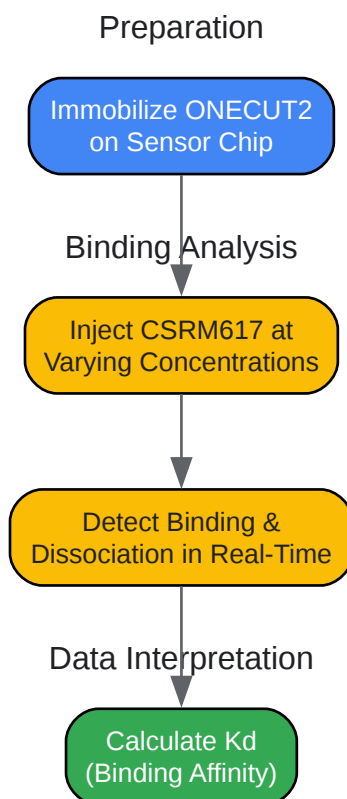 Preparation
Immobilize ONECUT2
on Sensor Chip
Binding Analysis
Inject CSRM617 at
Varying Concentrations
Detect Binding &
Dissociation in Real-Time
Data Interpretation
Calculate Kd
(Binding Affinity)